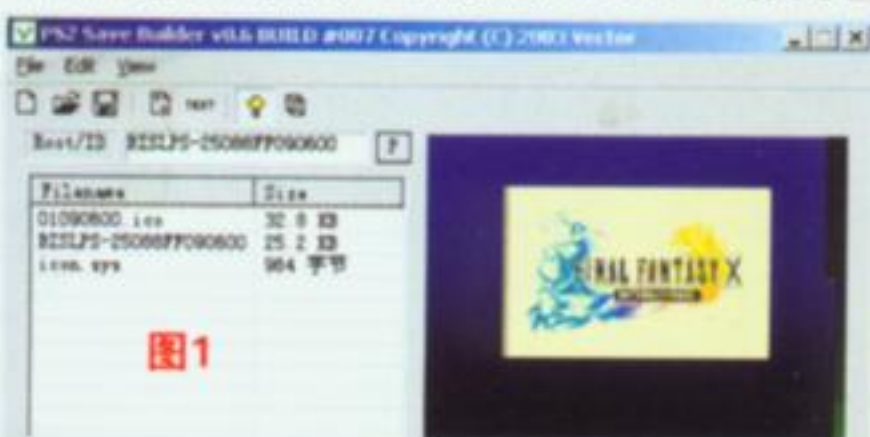 PS2 Save Builder v0.6 BUILD #007 Copyright (C) 2003 Vector
File Edit View
TEXT
Root/ID BISLPS-25088FF090600 P
Filename Size
01090600.ico 32.8 KB
BISLPS-25088FF090600 25.2 KB
icon.sys 964 字节
FINAL FANTASY X
INTERNATIONAL
图1